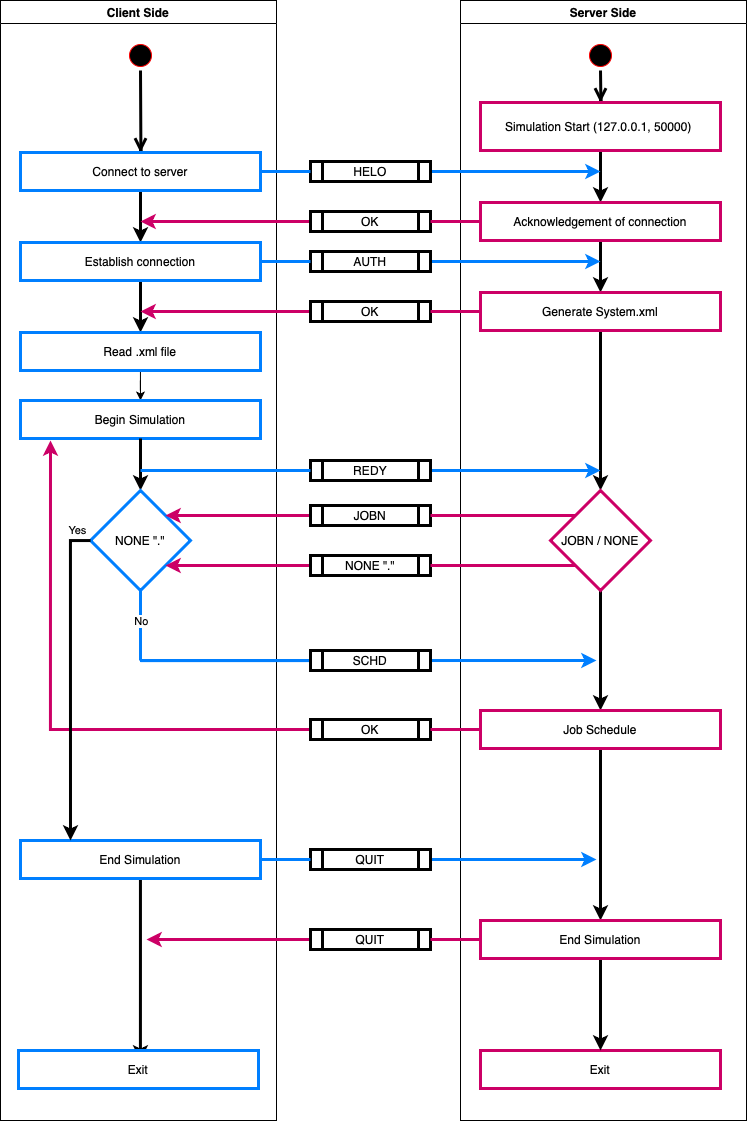 Client Side
Server Side
Simulation Start (127.0.0.1, 50000)
Connect to server
HELO
OK
Acknowledgement of connection
Establish connection
AUTH
OK
Generate System.xml
Read .xml file
Begin Simulation
REDY
JOBN
Yes
NONE "."
JOBN / NONE
NONE "."
No
SCHD
OK
Job Schedule
End Simulation
QUIT
QUIT
End Simulation
Exit
Exit